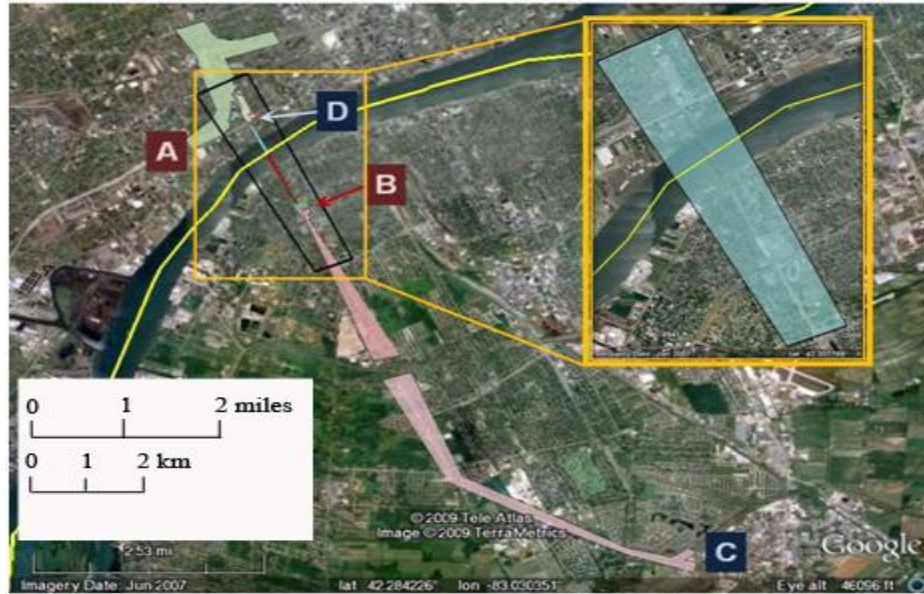 D
A
B
0 1 2 miles
0 1 2 km
C
© 2009 Tele Atlas
Image © 2009 TerraMetrics
Google
2.53 mi
Imagery Date: Jun 2007 lat 42.284226° lon -83.030351° Eye alt 46096 ft